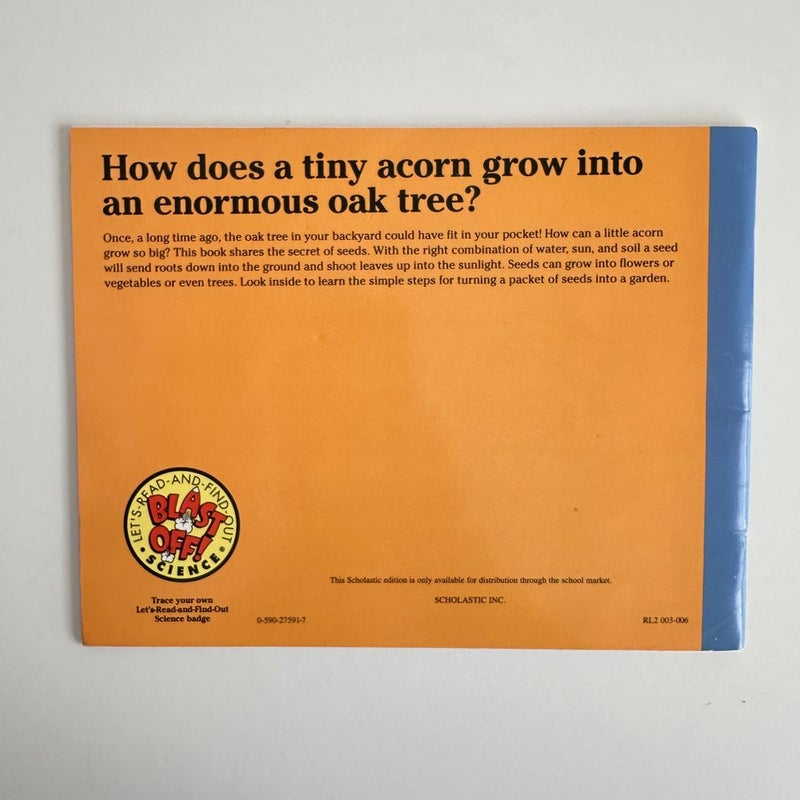 How does a tiny acorn grow into
an enormous oak tree?
Once, a long time ago, the oak tree in your backyard could have fit in your pocket! How can a little acorn
grow so big? This book shares the secret of seeds. With the right combination of water, sun, and soil a seed
will send roots down into the ground and shoot leaves up into the sunlight. Seeds can grow into flowers or
vegetables or even trees. Look inside to learn the simple steps for turning a packet of seeds into a garden.
LET'S-READ-AND-FIND-OUT
BLAST
OFF!
• SCIENCE •
Trace your own
Let's-Read-and-Find-Out
Science badge
This Scholastic edition is only available for distribution through the school market.
SCHOLASTIC INC.
0-590-27591-7
RL2 003-006